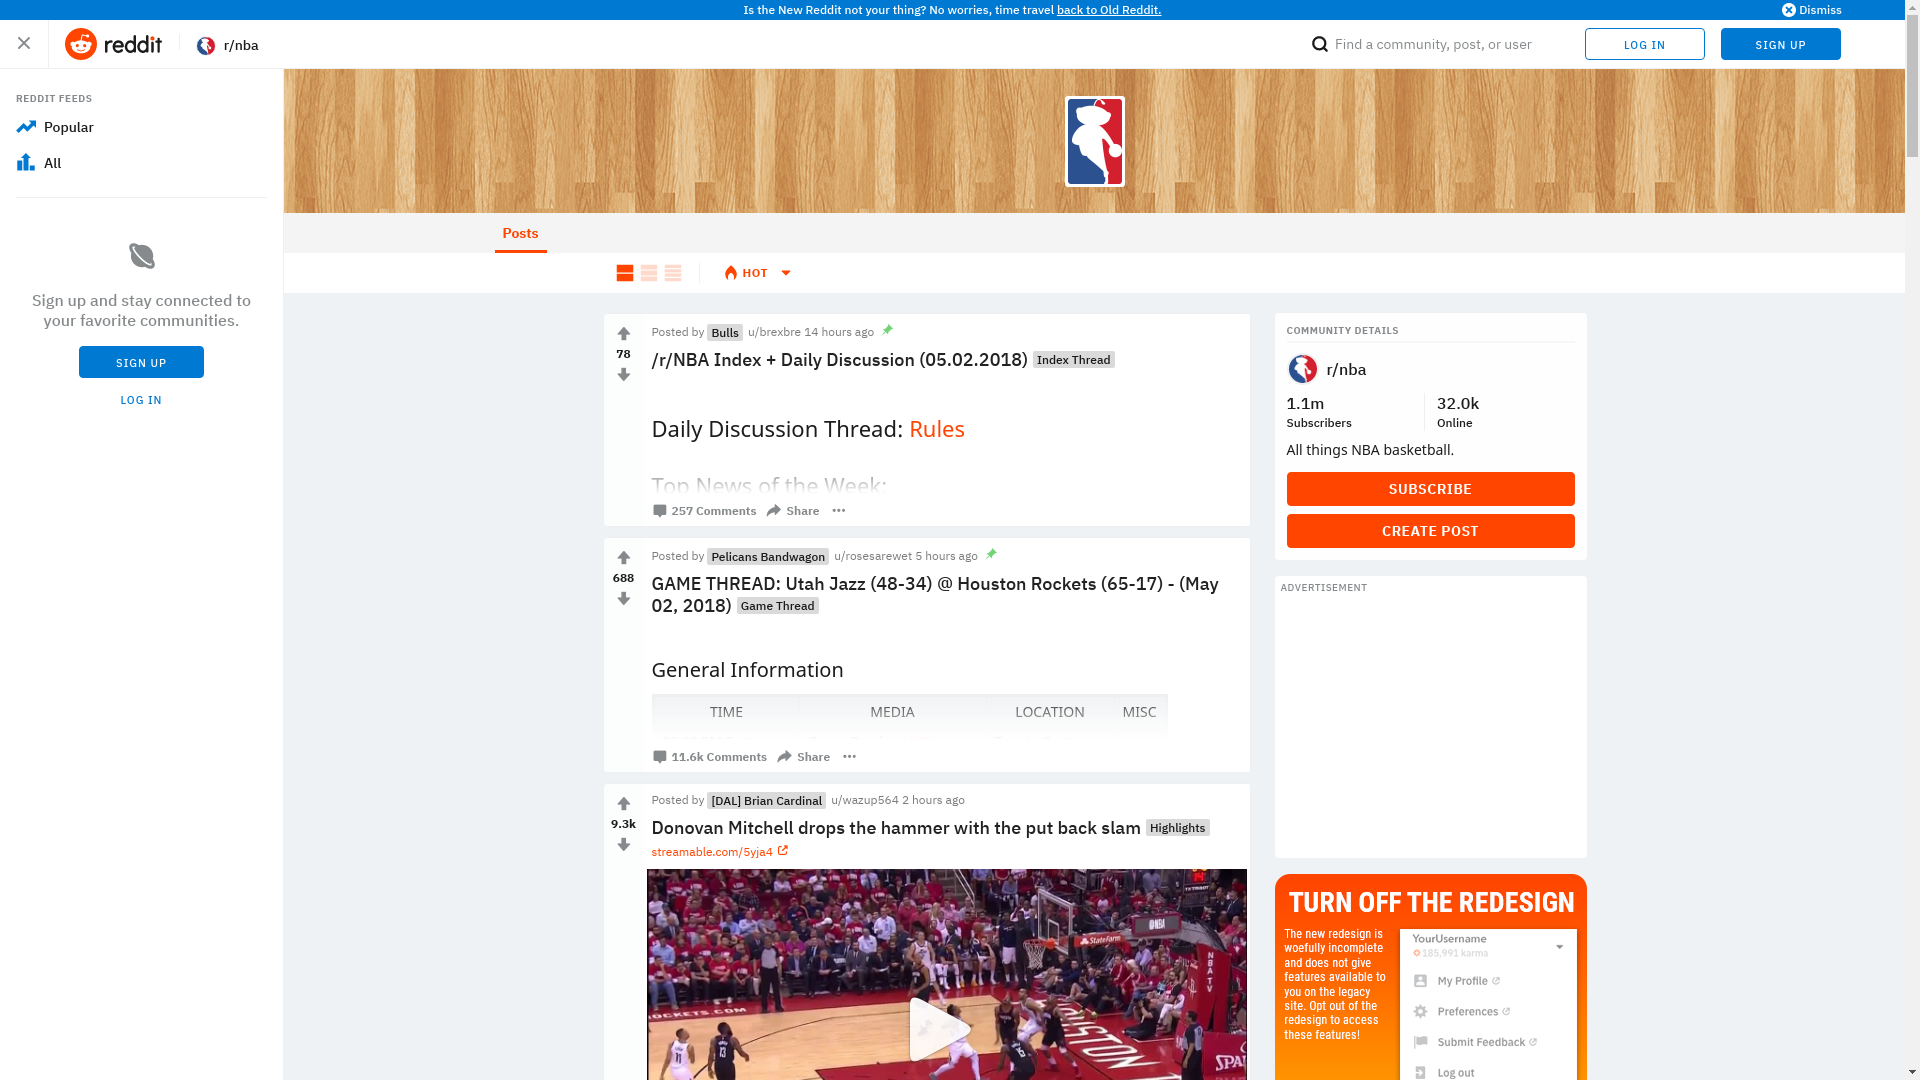 Is the New Reddit not your thing? No worries, time travel back to Old Reddit.
Dismiss
reddit
r/nba
Find a community, post, or user
LOG IN
SIGN UP
REDDIT FEEDS
Popular
All
Sign up and stay connected to
your favorite communities.
SIGN UP
LOG IN
Posts
HOT
Posted by Bulls u/brexbre 14 hours ago
78
/r/NBA Index + Daily Discussion (05.02.2018) Index Thread
Daily Discussion Thread: Rules
Top News of the Week:
257 Comments Share
Posted by Pelicans Bandwagon u/rosesarewet 5 hours ago
688
GAME THREAD: Utah Jazz (48-34) @ Houston Rockets (65-17) - (May
02, 2018) Game Thread
General Information
TIME MEDIA LOCATION MISC
11.6k Comments Share
Posted by [DAL] Brian Cardinal u/wazup564 2 hours ago
9.3k
Donovan Mitchell drops the hammer with the put back slam Highlights
streamable.com/5yja4
StateFarm
NBA TV
OCKETS.COM
COMMUNITY DETAILS
r/nba
1.1m 32.0k
Subscribers Online
All things NBA basketball.
SUBSCRIBE
CREATE POST
ADVERTISEMENT
TURN OFF THE REDESIGN
The new redesign is
woefully incomplete
and does not give
features available to
you on the legacy
site. Opt out of the
redesign to access
these features!
YourUsername
185,991 karma
My Profile
Preferences
Submit Feedback
Log out